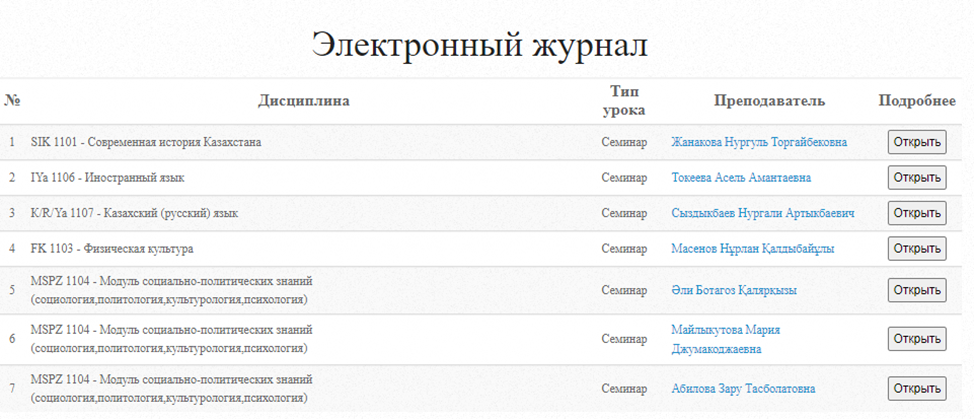 Электронный журнал
№ Дисциплина Тип урока Преподаватель Подробнее
1 SIK 1101 - Современная история Казахстана Семинар Жанакова Нургуль Торгайбековна Открыть
2 IYa 1106 - Иностранный язык Семинар Токеева Асель Амантаевна Открыть
3 K/R/Ya 1107 - Казахский (русский) язык Семинар Сыздыкбаев Нургали Артыкбаевич Открыть
4 FK 1103 - Физическая культура Семинар Масенов Нұрлан Қалдыбайұлы Открыть
5 MSPZ 1104 - Модуль социально-политических знаний
(социология,политология,культурология,психология) Семинар Әли Ботагоз Қалярқызы Открыть
6 MSPZ 1104 - Модуль социально-политических знаний
(социология,политология,культурология,психология) Семинар Майлыкутова Мария
Джумакоджаевна Открыть
7 MSPZ 1104 - Модуль социально-политических знаний
(социология,политология,культурология,психология) Семинар Абилова Зару Тасболатовна Открыть